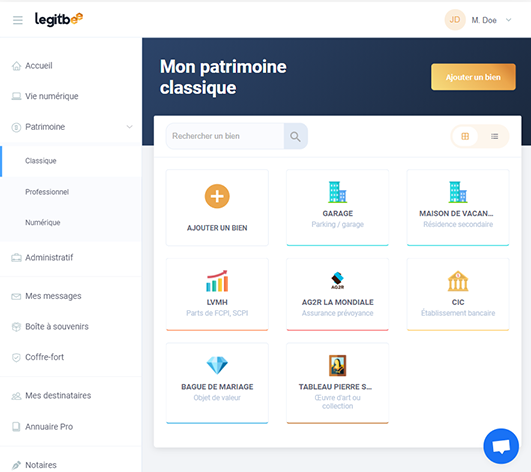 legitbee
JD M. Doe
Accueil
Vie numérique
Patrimoine
Classique
Professionnel
Numérique
Administratif
Mes messages
Boîte à souvenirs
Coffre-fort
Mes destinataires
Annuaire Pro
Notaires
Mon patrimoine
classique
Ajouter un bien
Rechercher un bien
AJOUTER UN BIEN
GARAGE
Parking / garage
MAISON DE VACAN...
Résidence secondaire
LVMH
Parts de FCPI, SCPI
AG2R
AG2R LA MONDIALE
Assurance prévoyance
CIC
Établissement bancaire
BAGUE DE MARIAGE
Objet de valeur
TABLEAU PIERRE S...
Œuvre d'art ou
collection